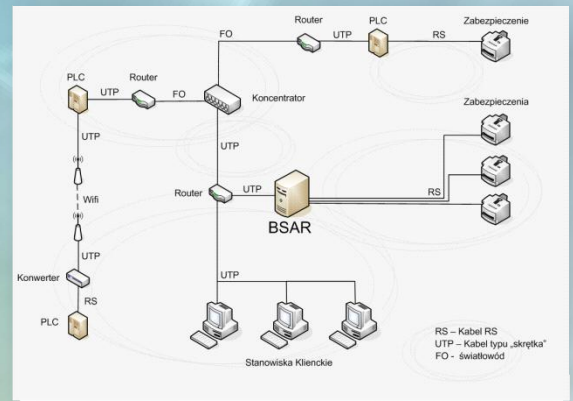 Router
Zabezpieczenie
FO
UTP
PLC
RS
PLC
Router
UTP
FO
Koncentrator
Zabezpieczenia
UTP
UTP
Router
UTP
RS
Wifi
BSAR
UTP
Konwerter
UTP
RS
PLC
Stanowiska Klienckie
RS – Kabel RS
UTP – Kabel typu „skrętka”
FO - światłowód